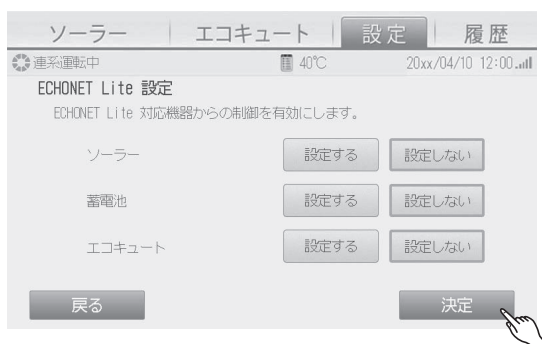 ソーラー エコキュート 設定 履歴
連系運転中 40℃ 20xx/04/10 12:00
ECHONET Lite 設定
ECHONET Lite 対応機器からの制御を有効にします。
ソーラー 設定する 設定しない
蓄電池 設定する 設定しない
エコキュート 設定する 設定しない
戻る 決定